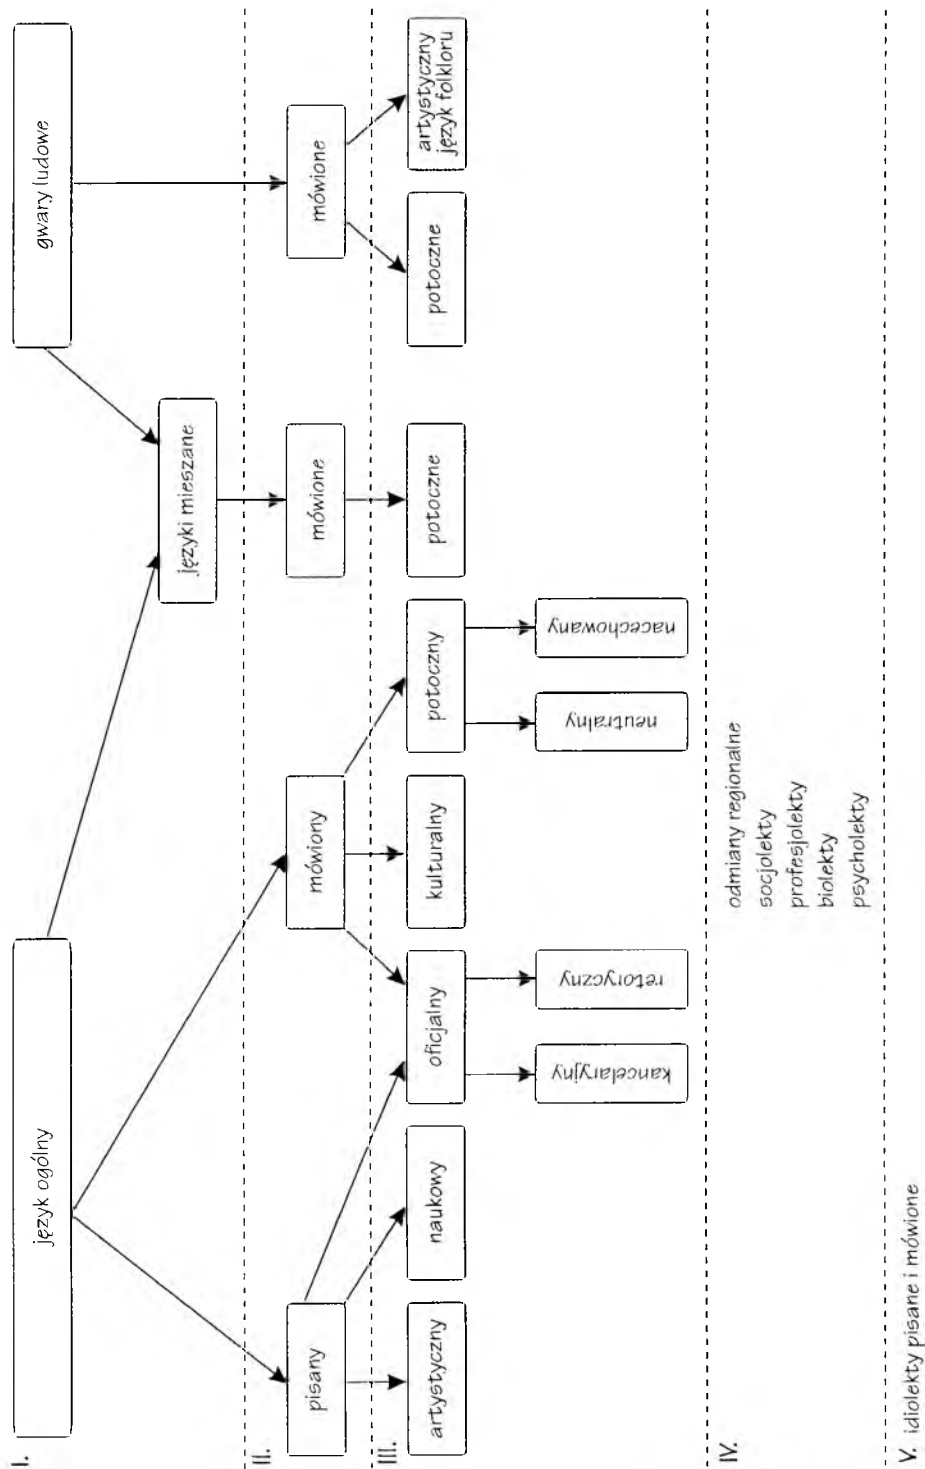 I.
język ogólny
gwary ludowe
języki mieszane
II.
pisany
mówiony
mówione
mówione
III.
artystyczny
naukowy
oficjalny
kulturalny
potoczny
potoczne
potoczne
artystyczny
język folkloru
kancelaryjny
retoryczny
neutralny
nacechowany
IV.
odmiany regionalne
socjolekty
profesjolekty
biolekty
psycholekty
V. idiolekty pisane i mówione